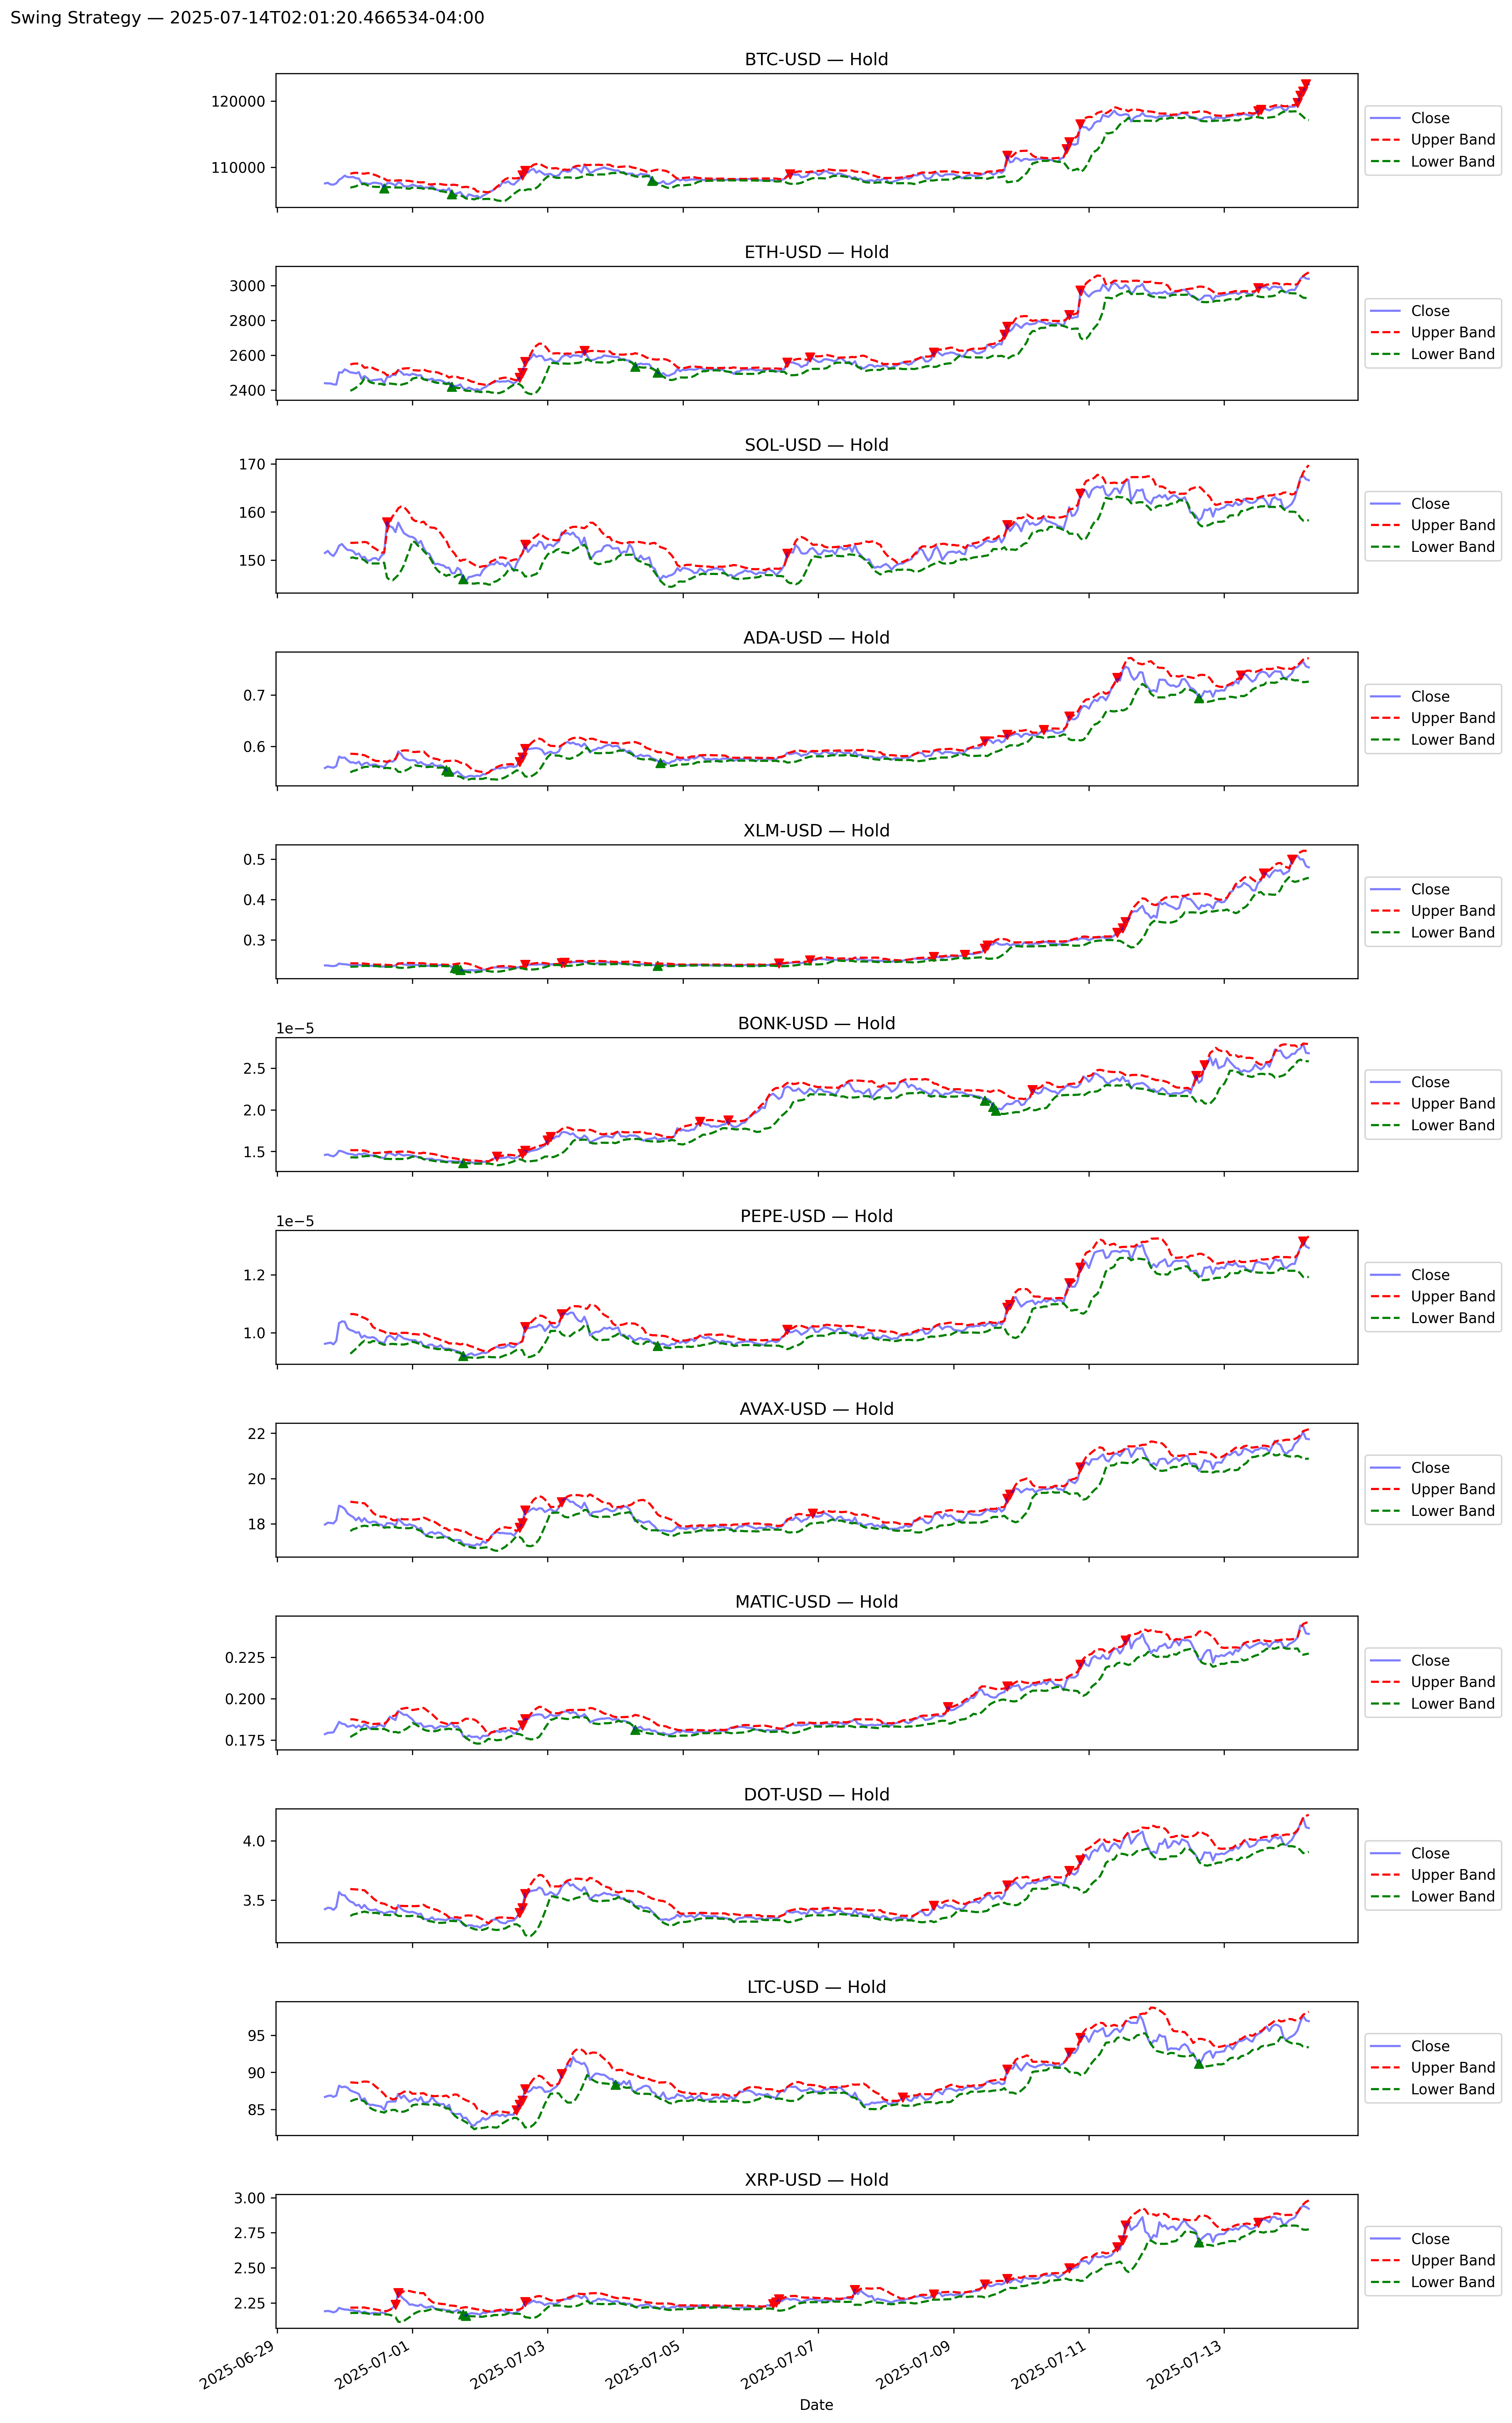 Swing Strategy — 2025-07-14T02:01:20.466534-04:00
BTC-USD — Hold
120000
110000
Close
Upper Band
Lower Band
ETH-USD — Hold
3000
2800
2600
2400
Close
Upper Band
Lower Band
SOL-USD — Hold
170
160
150
Close
Upper Band
Lower Band
ADA-USD — Hold
0.7
0.6
Close
Upper Band
Lower Band
XLM-USD — Hold
0.5
0.4
0.3
Close
Upper Band
Lower Band
BONK-USD — Hold
1e−5
2.5
2.0
1.5
Close
Upper Band
Lower Band
PEPE-USD — Hold
1e−5
1.2
1.0
Close
Upper Band
Lower Band
AVAX-USD — Hold
22
20
18
Close
Upper Band
Lower Band
MATIC-USD — Hold
0.225
0.200
0.175
Close
Upper Band
Lower Band
DOT-USD — Hold
4.0
3.5
Close
Upper Band
Lower Band
LTC-USD — Hold
95
90
85
Close
Upper Band
Lower Band
XRP-USD — Hold
3.00
2.75
2.50
2.25
Close
Upper Band
Lower Band
2025-06-29
2025-07-01
2025-07-03
2025-07-05
2025-07-07
2025-07-09
2025-07-11
2025-07-13
Date